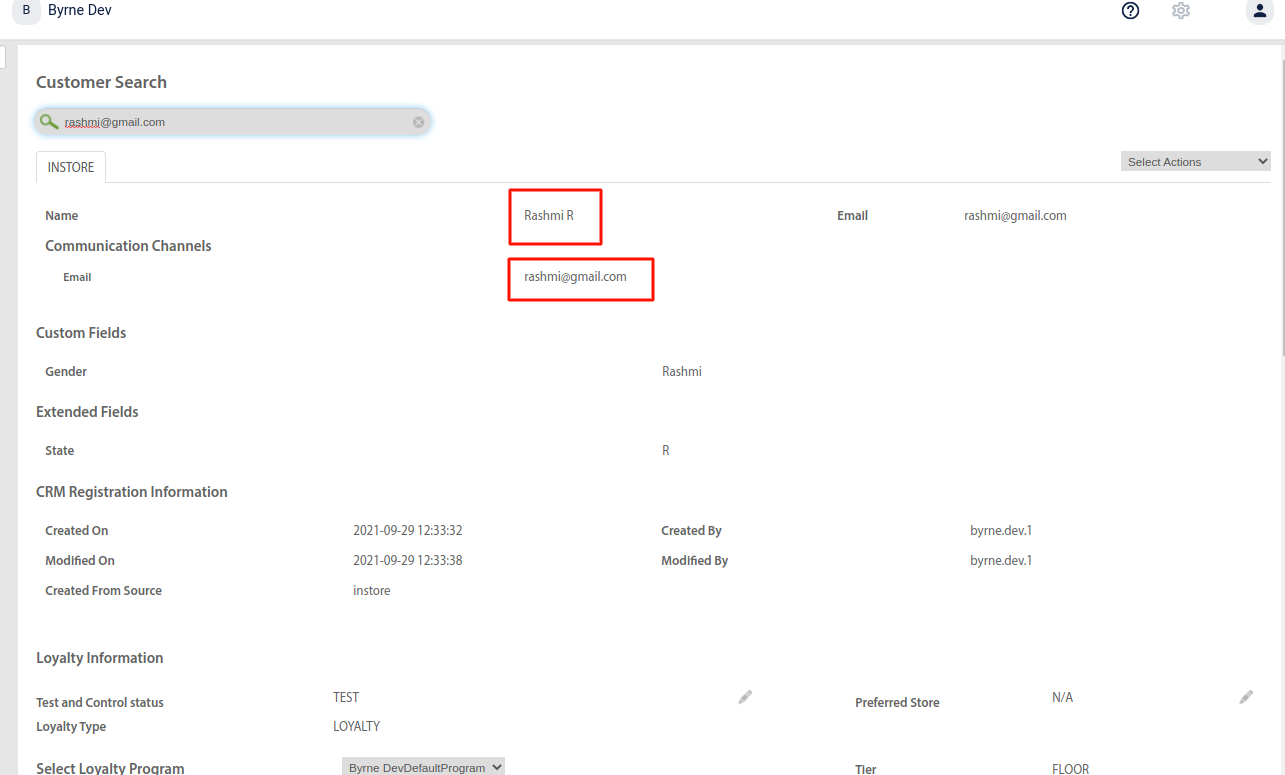 B Byrne Dev
Customer Search
rashmi@gmail.com
INSTORE Select Actions
Name Rashmi R Email rashmi@gmail.com
Communication Channels
Email rashmi@gmail.com
Custom Fields
Gender Rashmi
Extended Fields
State R
CRM Registration Information
Created On 2021-09-29 12:33:32 Created By byrne.dev.1
Modified On 2021-09-29 12:33:38 Modified By byrne.dev.1
Created From Source instore
Loyalty Information
Test and Control status TEST Preferred Store N/A
Loyalty Type LOYALTY
Select Loyalty Program Byrne DevDefaultProgram Tier FLOOR